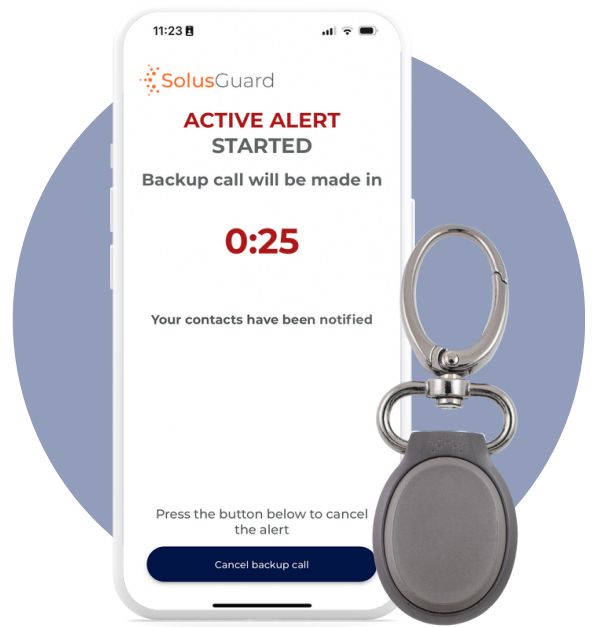 11:23
SolusGuard
ACTIVE ALERT
STARTED
Backup call will be made in
0:25
Your contacts have been notified
Press the button below to cancel
the alert
Cancel backup call